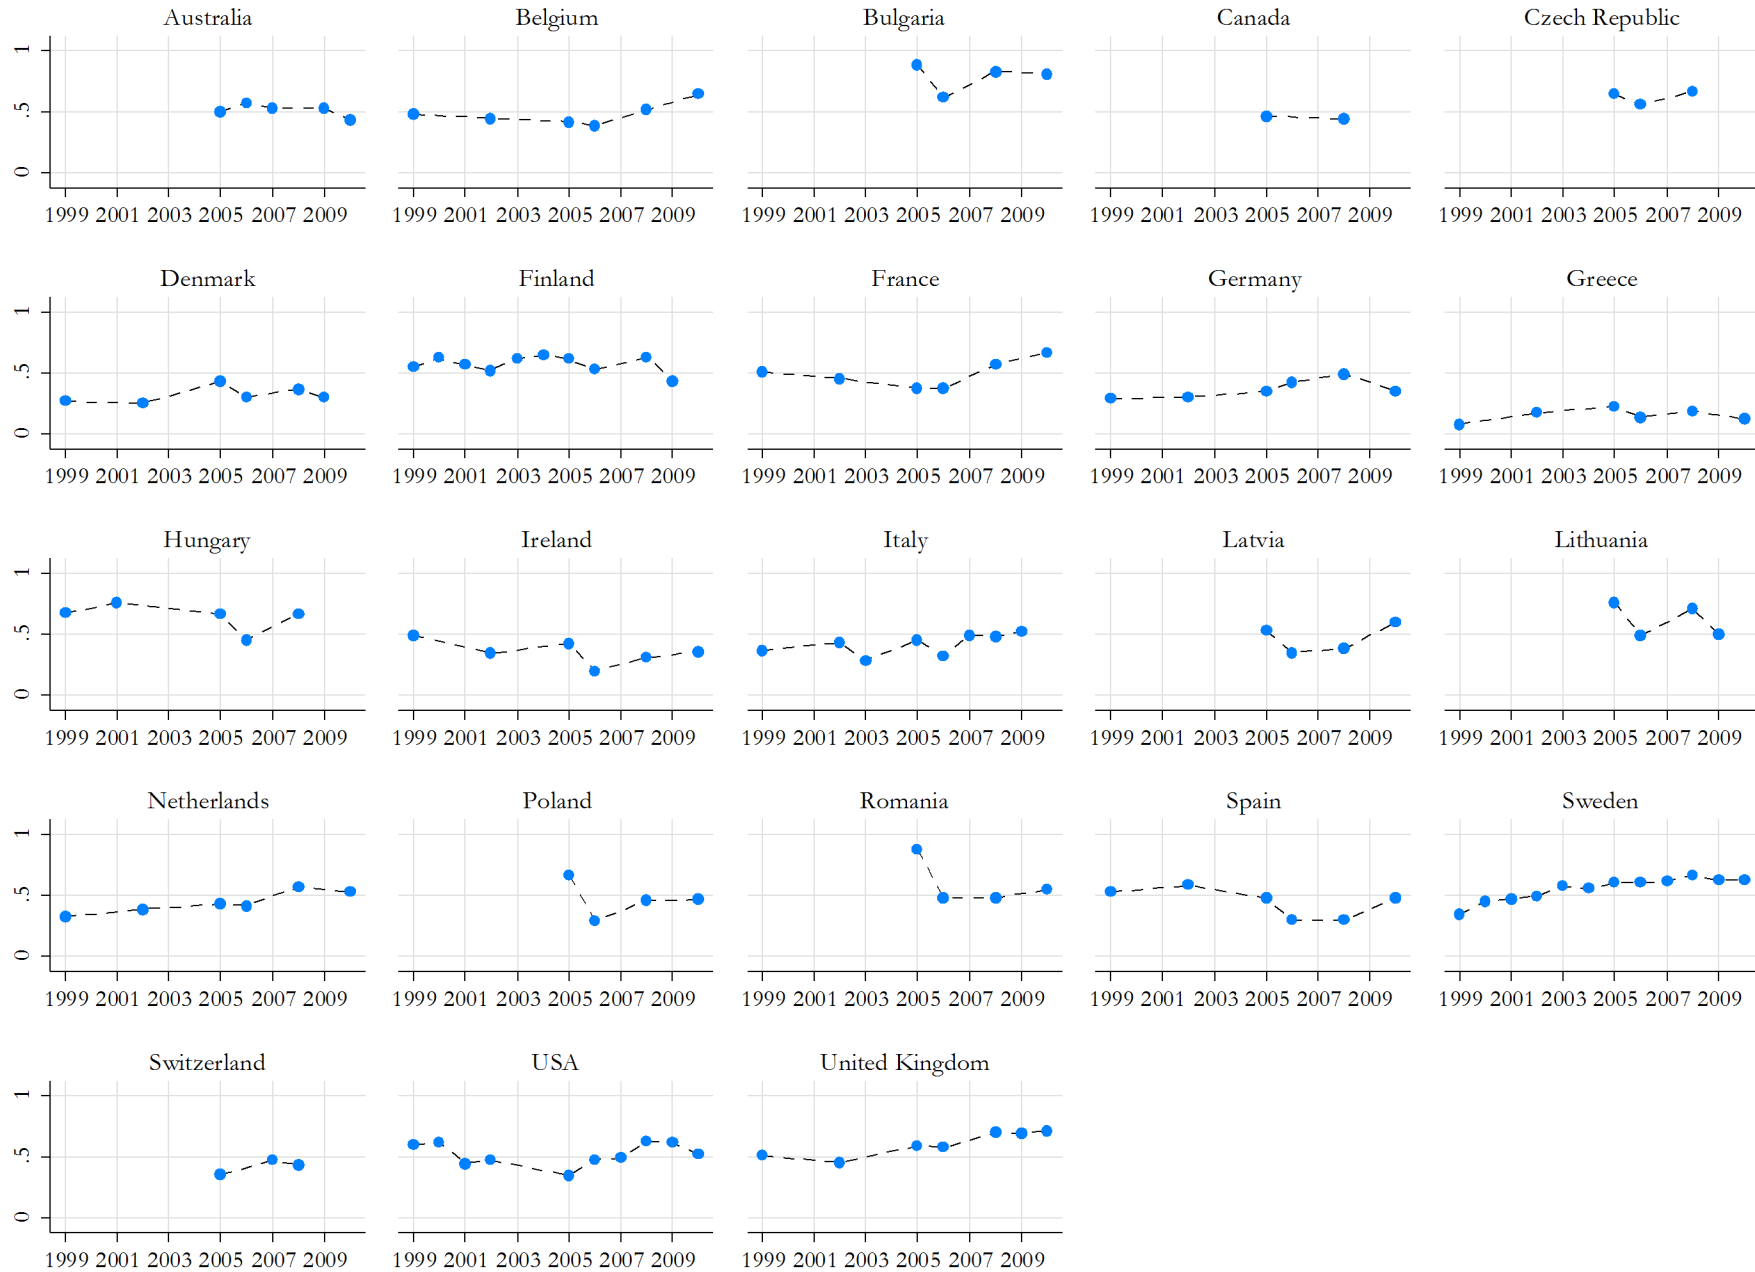 Australia Belgium Bulgaria Canada Czech Republic
1
.5
0
1999 2001 2003 2005 2007 2009 1999 2001 2003 2005 2007 2009 1999 2001 2003 2005 2007 2009 1999 2001 2003 2005 2007 2009 1999 2001 2003 2005 2007 2009
Denmark Finland France Germany Greece
1
.5
0
1999 2001 2003 2005 2007 2009 1999 2001 2003 2005 2007 2009 1999 2001 2003 2005 2007 2009 1999 2001 2003 2005 2007 2009 1999 2001 2003 2005 2007 2009
Hungary Ireland Italy Latvia Lithuania
1
.5
0
1999 2001 2003 2005 2007 2009 1999 2001 2003 2005 2007 2009 1999 2001 2003 2005 2007 2009 1999 2001 2003 2005 2007 2009 1999 2001 2003 2005 2007 2009
Netherlands Poland Romania Spain Sweden
1
.5
0
1999 2001 2003 2005 2007 2009 1999 2001 2003 2005 2007 2009 1999 2001 2003 2005 2007 2009 1999 2001 2003 2005 2007 2009 1999 2001 2003 2005 2007 2009
Switzerland USA United Kingdom
1
.5
0
1999 2001 2003 2005 2007 2009 1999 2001 2003 2005 2007 2009 1999 2001 2003 2005 2007 2009